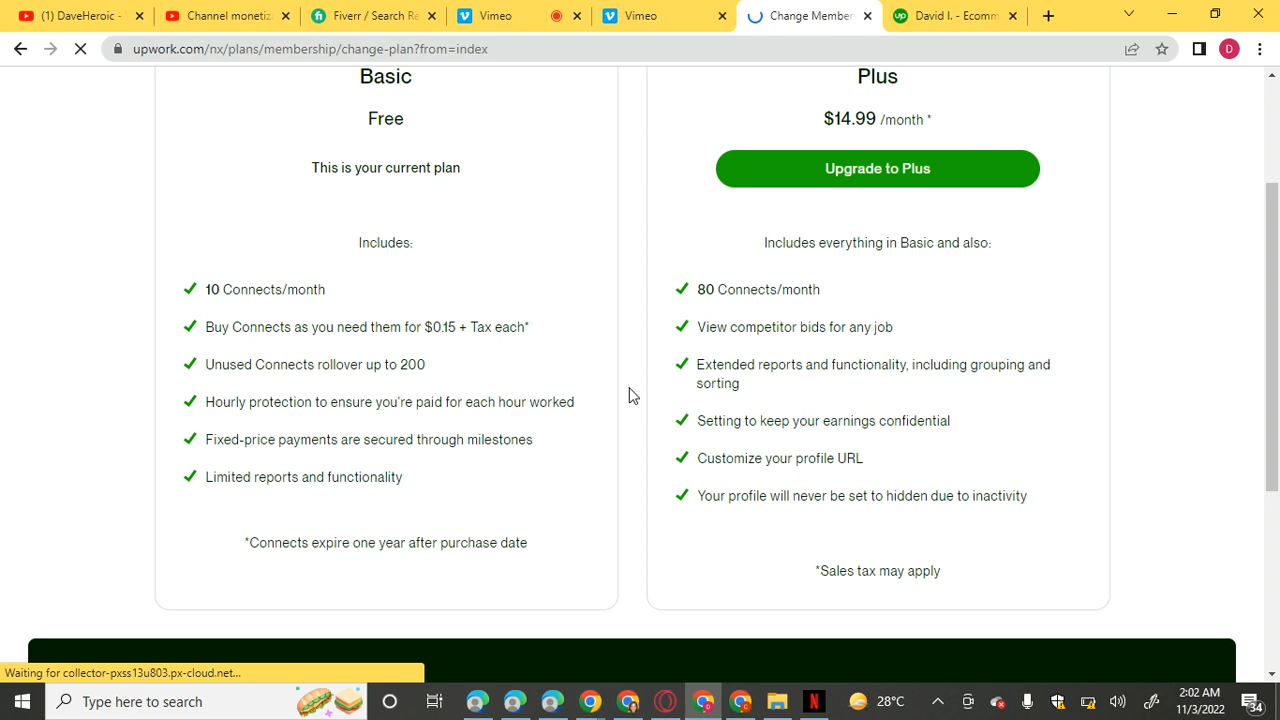 (1) DaveHeroic -
Channel monetiz
Fiverr / Search Re
Vimeo
Vimeo
Change Member
David I. - Ecomm
upwork.com/nx/plans/membership/change-plan?from=index
D
Basic
Free
This is your current plan
Includes:
10 Connects/month
Buy Connects as you need them for $0.15 + Tax each*
Unused Connects rollover up to 200
Hourly protection to ensure you're paid for each hour worked
Fixed-price payments are secured through milestones
Limited reports and functionality
*Connects expire one year after purchase date
Plus
$14.99 /month *
Upgrade to Plus
Includes everything in Basic and also:
80 Connects/month
View competitor bids for any job
Extended reports and functionality, including grouping and
sorting
Setting to keep your earnings confidential
Customize your profile URL
Your profile will never be set to hidden due to inactivity
*Sales tax may apply
Waiting for collector-pxss13u803.px-cloud.net...
Type here to search
28°C
2:02 AM
11/3/2022
34